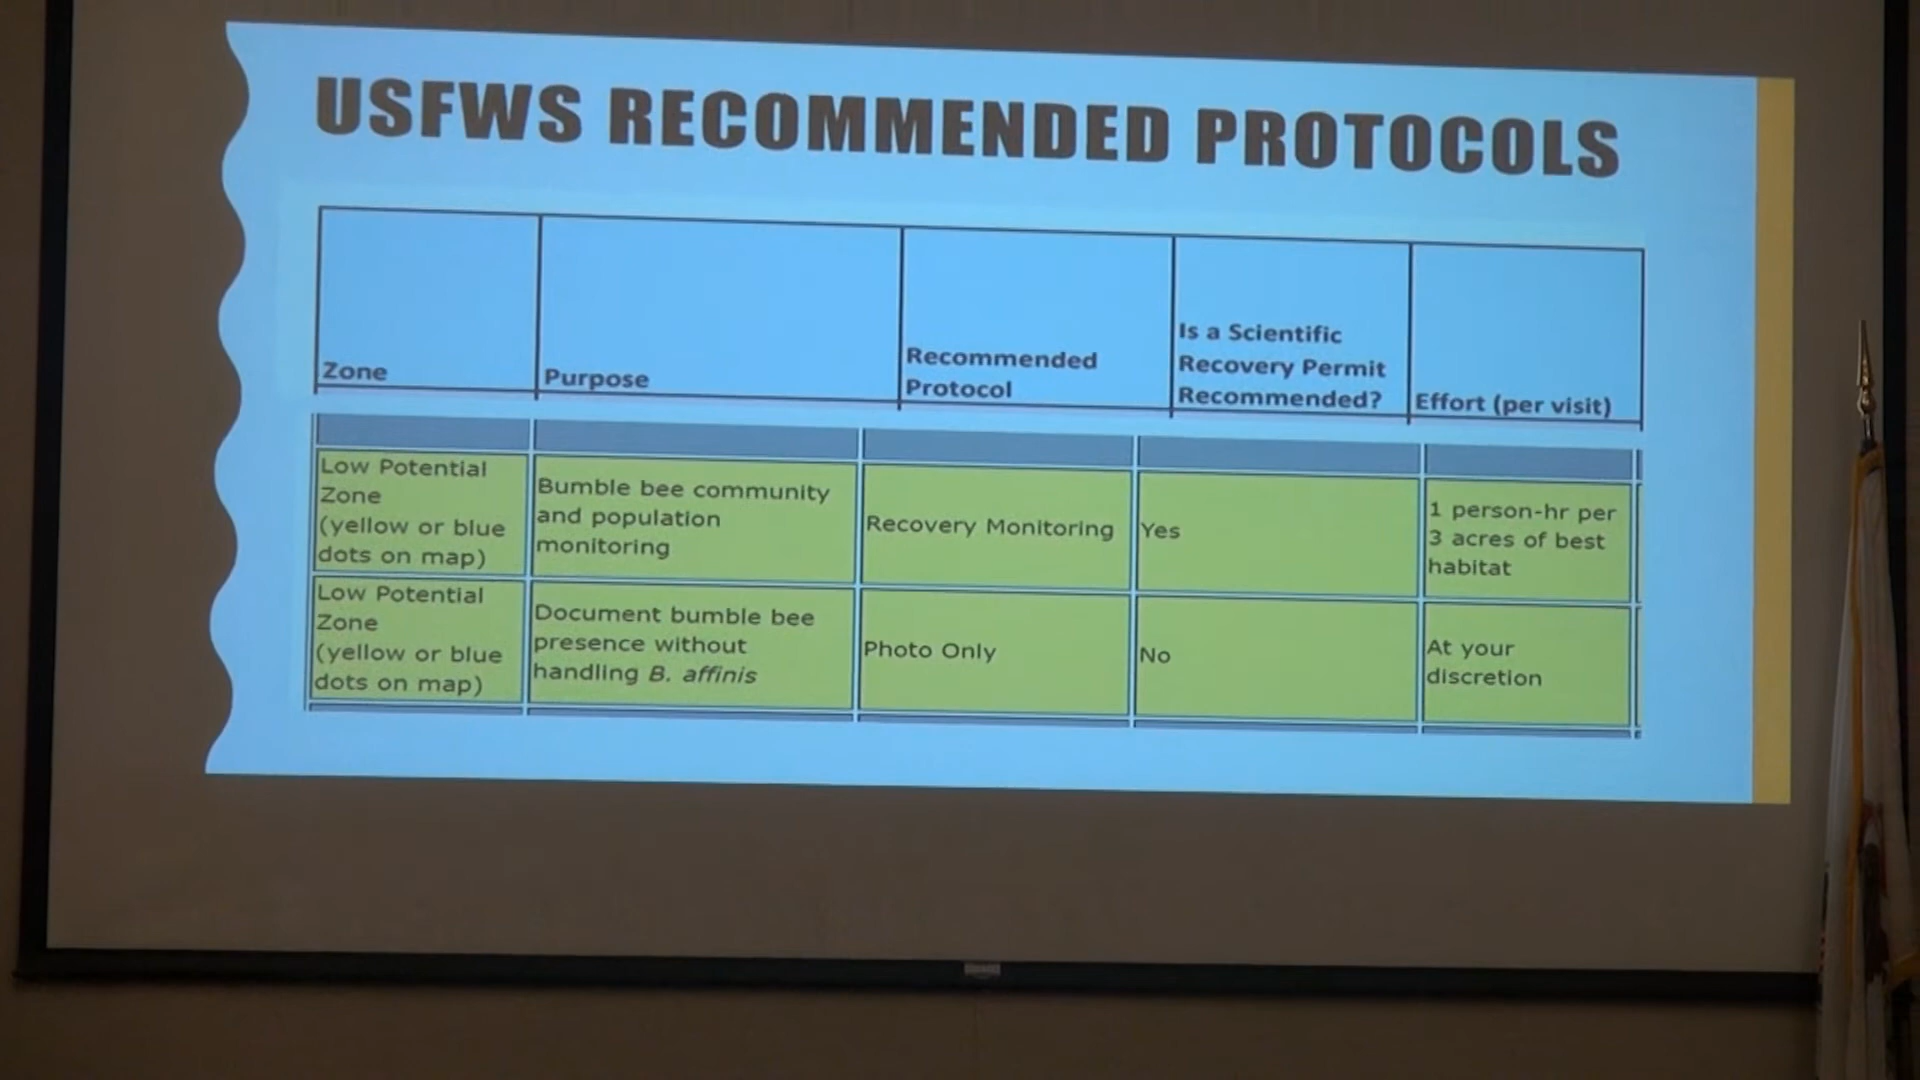 USFWS RECOMMENDED PROTOCOLS
Zone
Purpose
Recommended
Protocol
Is a Scientific
Recovery Permit
Recommended?
Effort (per visit)
Low Potential
Zone
(yellow or blue
dots on map)
Bumble bee community
and population
monitoring
Recovery Monitoring
Yes
1 person-hr per
3 acres of best
habitat
Low Potential
Zone
(yellow or blue
dots on map)
Document bumble bee
presence without
handling B. affinis
Photo Only
No
At your
discretion